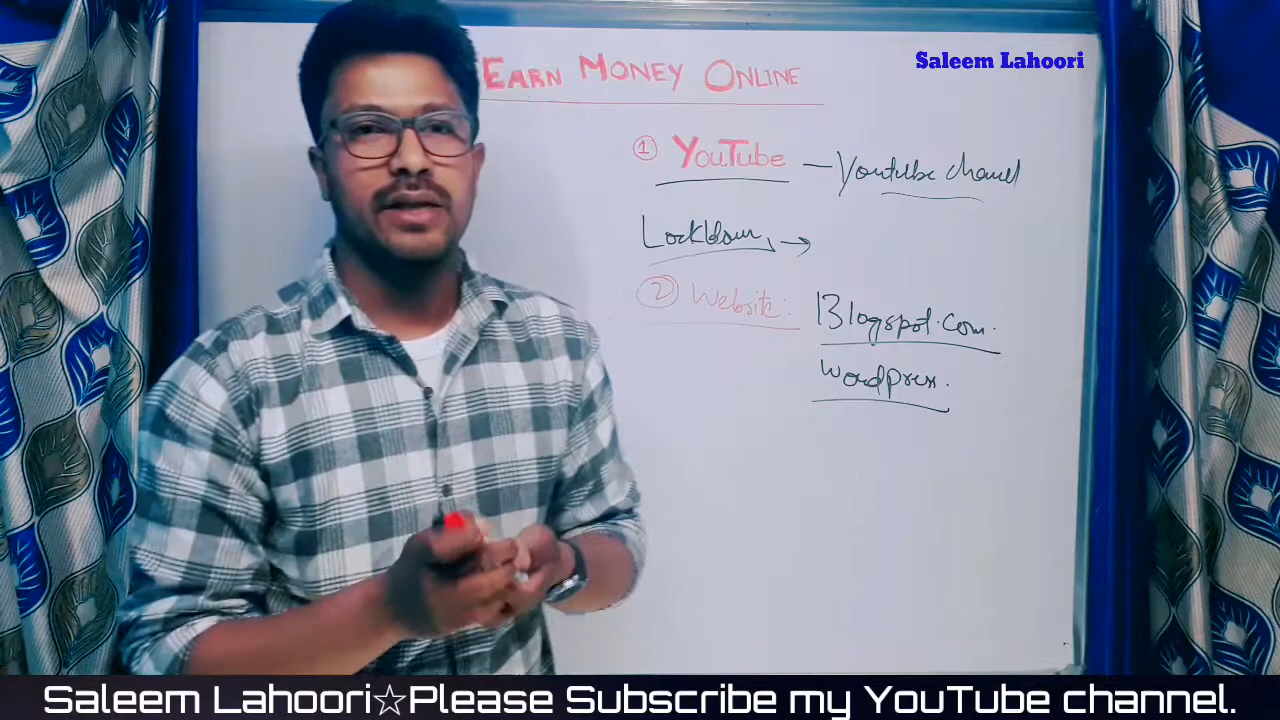 EARN MONEY ONLINE
Saleem Lahoori
① YouTube — Youtube chanel
Lockdown, →
② Website:
Blogspot.com.
Wordpress.
Saleem Lahoori☆Please Subscribe my YouTube channel.